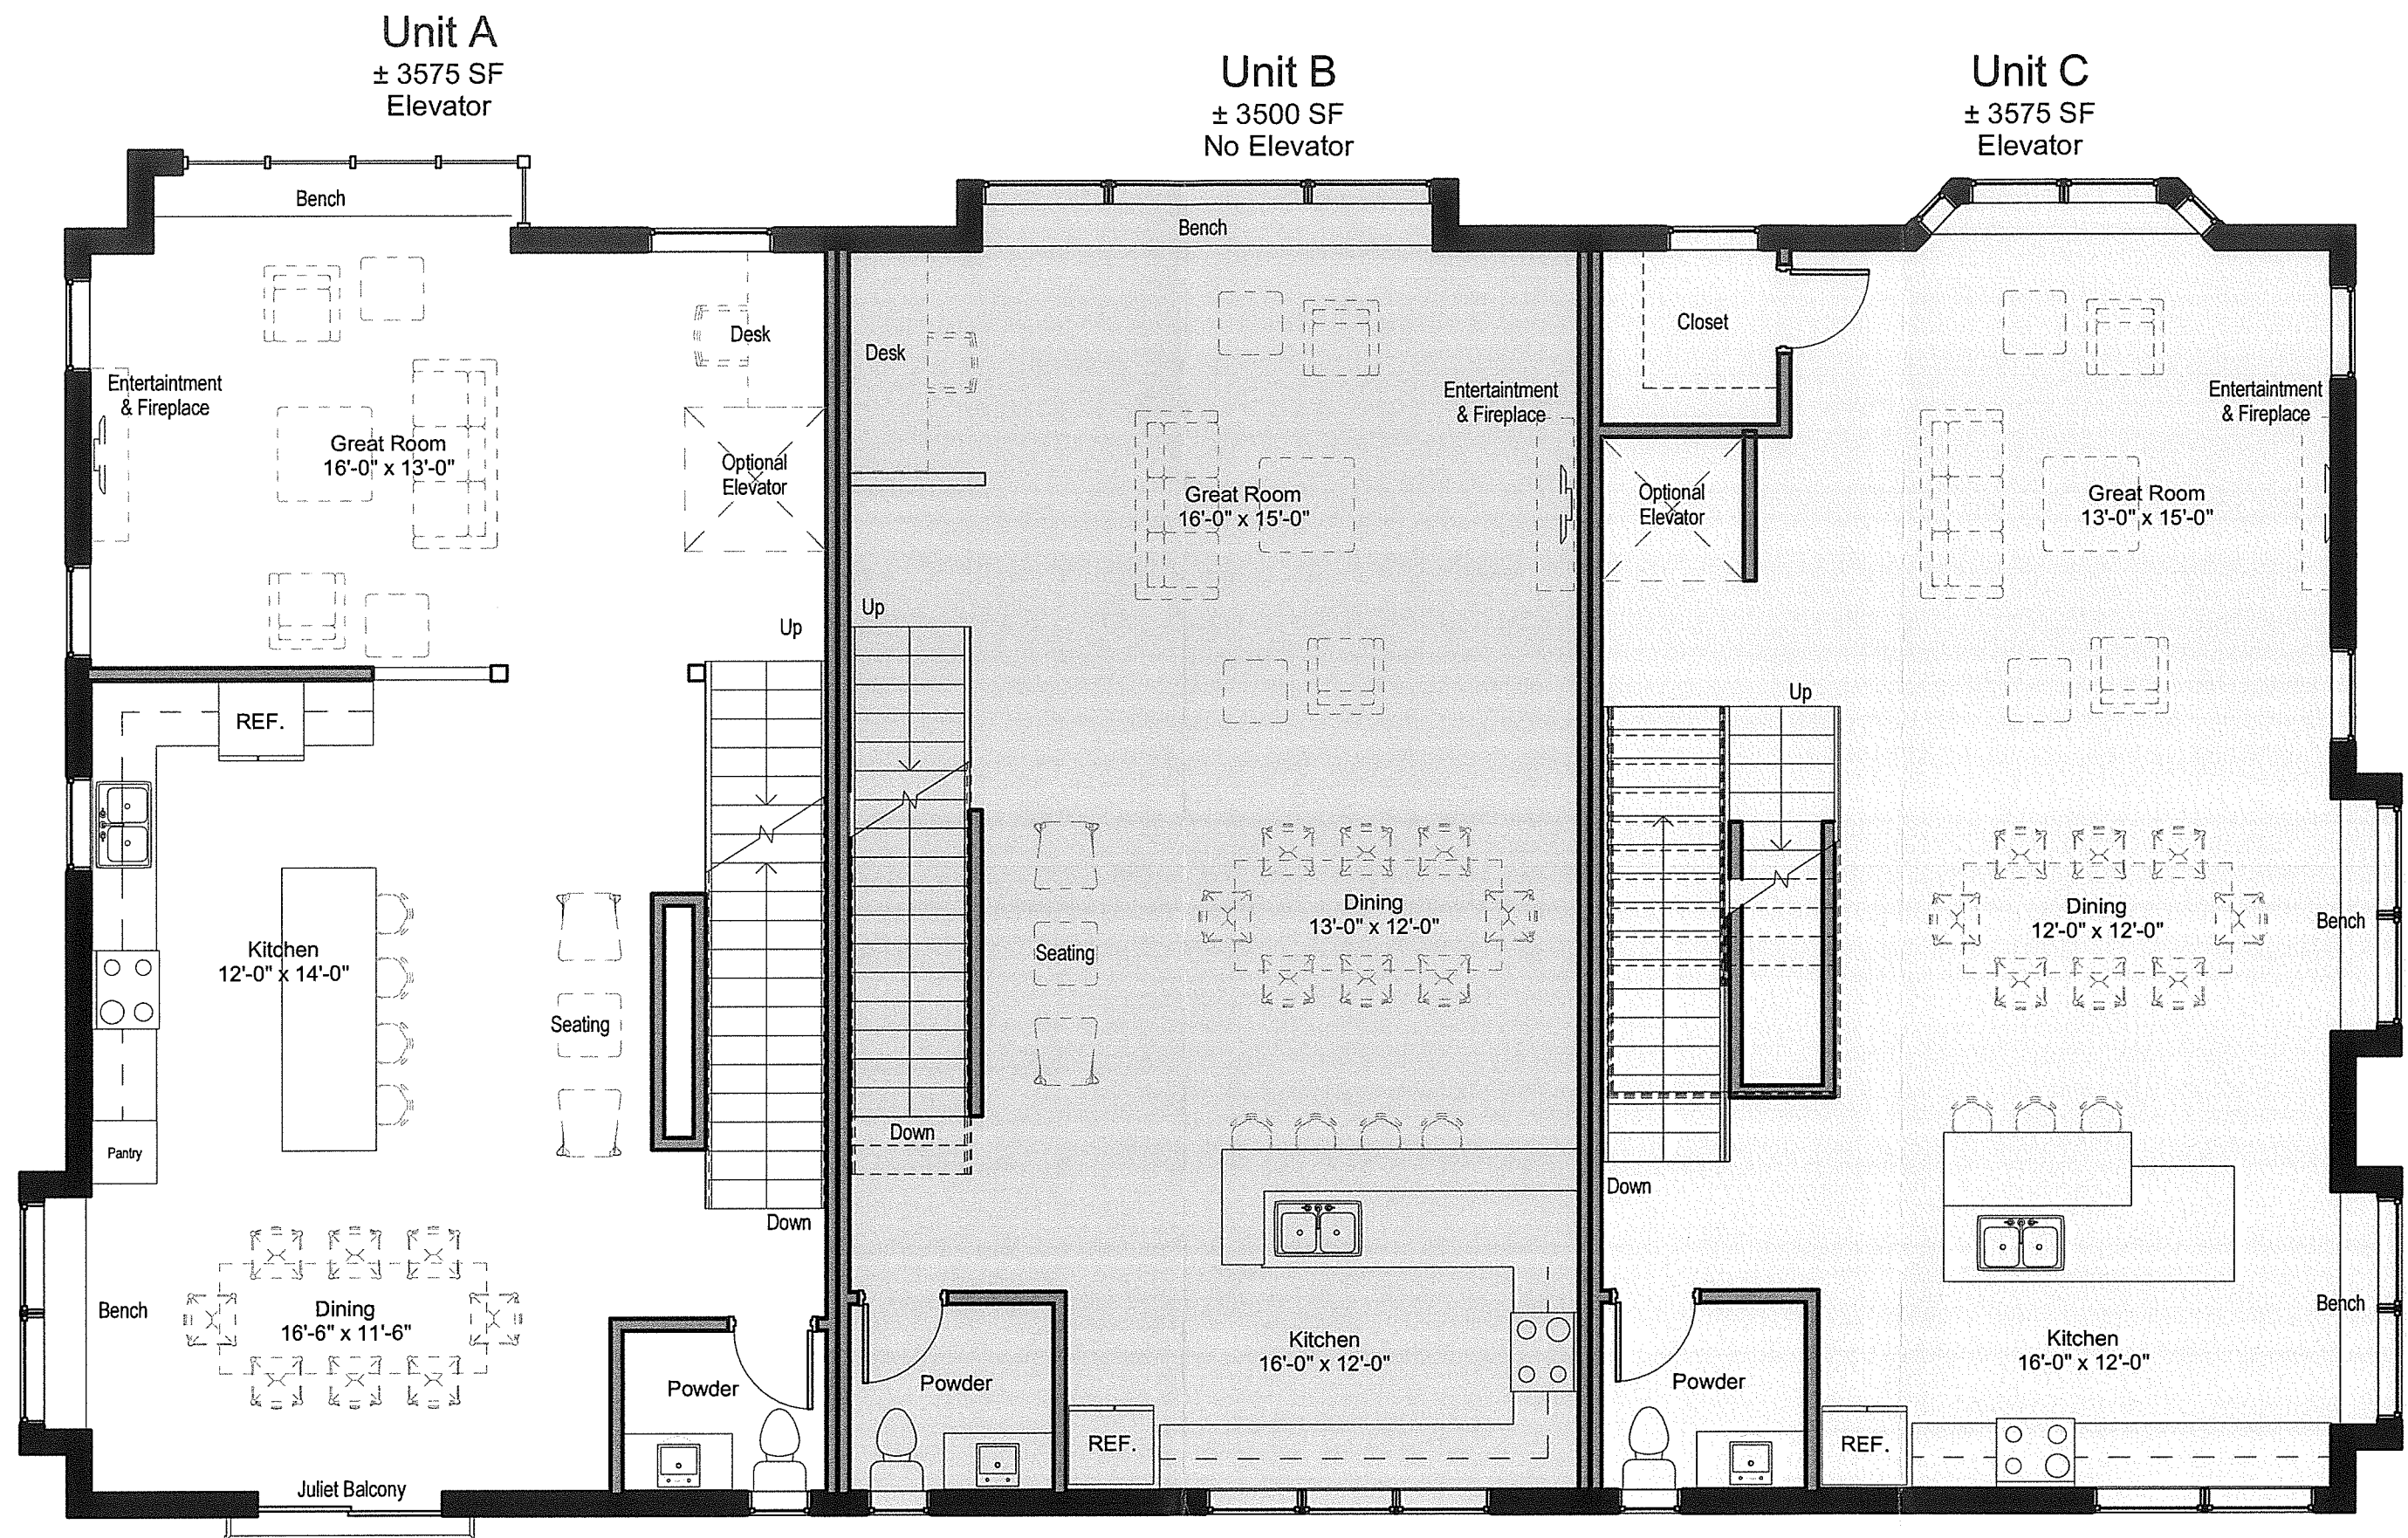 Unit A
± 3575 SF
Elevator
Unit B
± 3500 SF
No Elevator
Unit C
± 3575 SF
Elevator
Bench
Bench
Closet
Desk
Desk
Entertaintment
& Fireplace
Entertaintment
& Fireplace
Entertaintment
& Fireplace
Great Room
16'-0" x 13'-0"
Optional
Elevator
Great Room
16'-0" x 15'-0"
Optional
Elevator
Great Room
13'-0" x 15'-0"
Up
Up
Up
REF.
N
N
N
Kitchen
12'-0" x 14'-0"
Seating
Seating
Dining
13'-0" x 12'-0"
Dining
12'-0" x 12'-0"
Bench
Pantry
Down
Down
Down
Bench
Dining
16'-6" x 11'-6"
Bench
Powder
Powder
Kitchen
16'-0" x 12'-0"
Powder
Kitchen
16'-0" x 12'-0"
REF.
REF.
Juliet Balcony